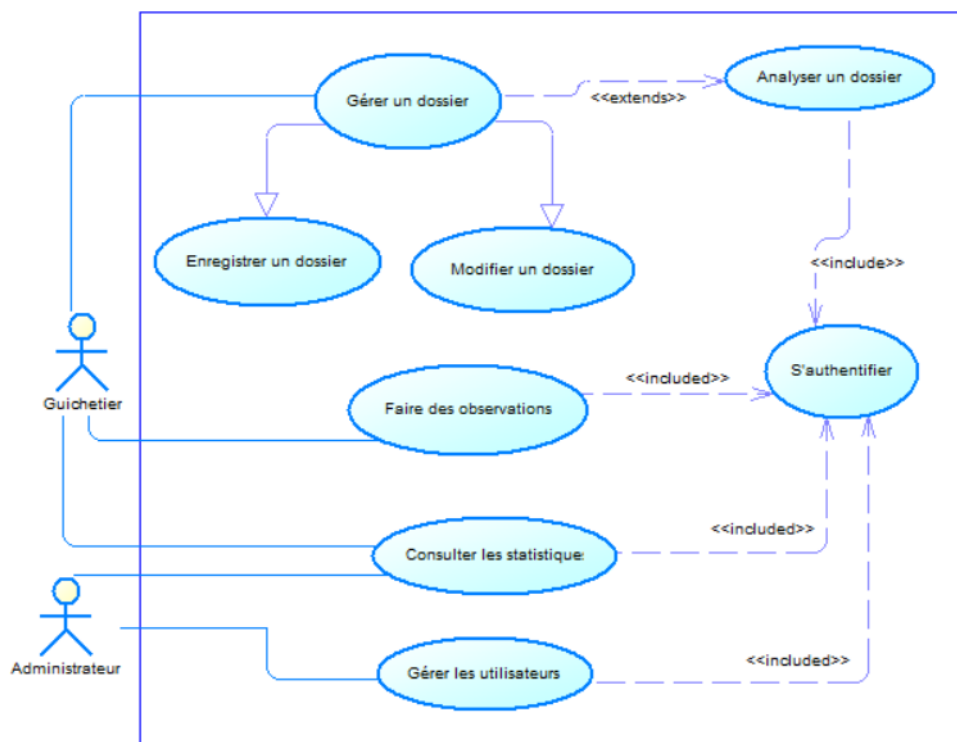 Gérer un dossier
Analyser un dossier
<<extends>>
Enregistrer un dossier
Modifier un dossier
<<include>>
Guichetier
Faire des observations
<<included>>
S'authentifier
Consulter les statistiques
<<included>>
Administrateur
Gérer les utilisateurs
<<included>>